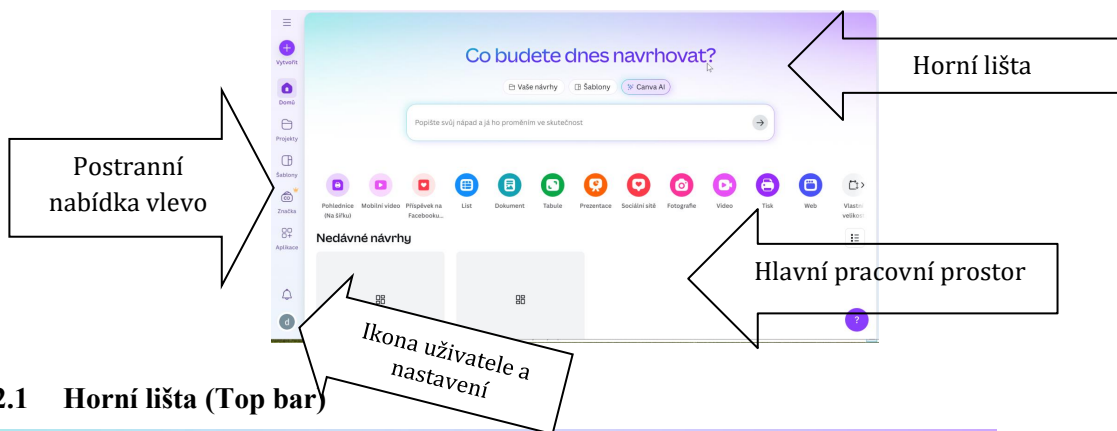 Co budete dnes navrhovat?
Horní lišta
Vytvořit
Vaše návrhy
Šablony
Canva AI
Domů
Popište svůj nápad a já ho proměním ve skutečnost
Projekty
Postranní
nabídka vlevo
Šablony
Značka
Aplikace
Pohlednice
(Na šířku)
Mobilní video
Příspěvek na
Facebooku...
List
Dokument
Tabule
Prezentace
Sociální sítě
Fotografie
Video
Tisk
Web
Vlastní
Nedávné návrhy
Hlavní pracovní prostor
d
?
Ikona uživatele a
nastavení
2.1 Horní lišta (Top bar)